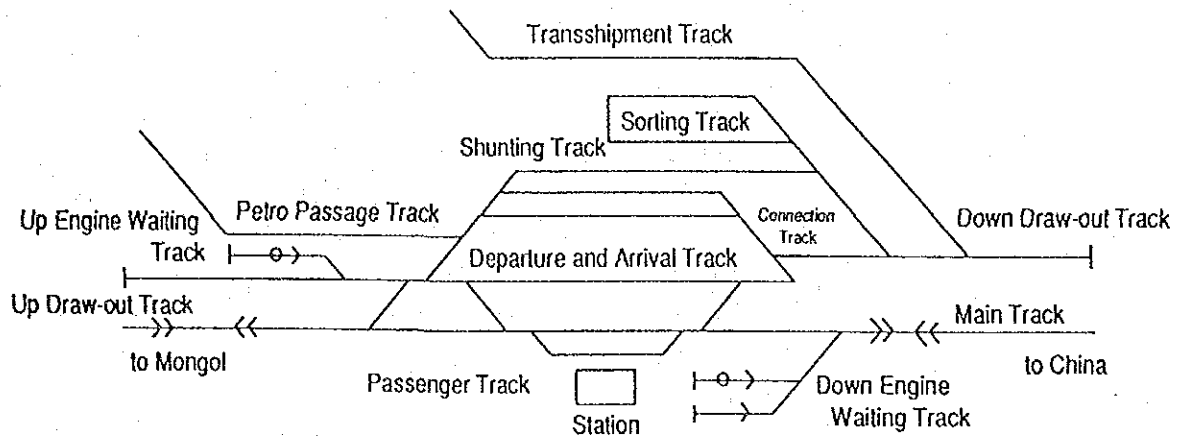 Transshipment Track
Sorting Track
Shunting Track
Up Engine Waiting
Track
Petro Passage Track
Connection
Track
Down Draw-out Track
Departure and Arrival Track
Up Draw-out Track
Main Track
to Mongol
to China
Passenger Track
Down Engine
Waiting Track
Station